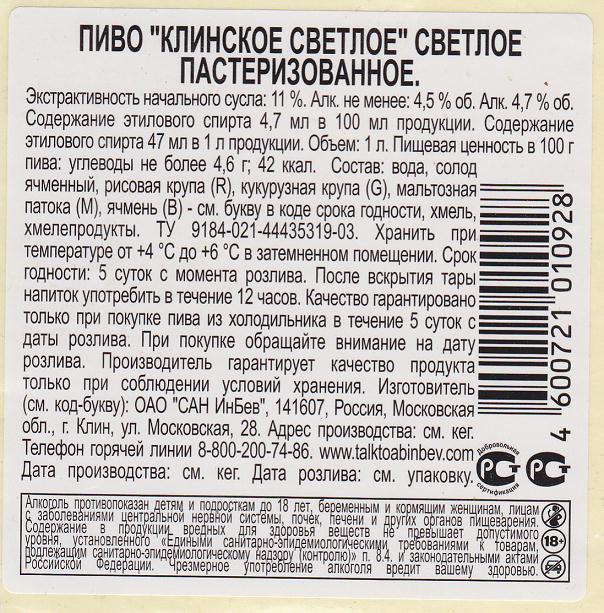 ПИВО "КЛИНСКОЕ СВЕТЛОЕ" СВЕТЛОЕ
ПАСТЕРИЗОВАННОЕ.
Экстрактивность начального сусла: 11 %. Алк. не менее: 4,5 % об. Алк. 4,7 % об.
Содержание этилового спирта 4,7 мл в 100 мл продукции. Содержание
этилового спирта 47 мл в 1 л продукции. Объем: 1 л. Пищевая ценность в 100 г
пива: углеводы не более 4,6 г; 42 ккал. Состав: вода, солод
ячменный, рисовая крупа (R), кукурузная крупа (G), мальтозная
патока (М), ячмень (В) - см. букву в коде срока годности, хмель,
хмелепродукты. ТУ 9184-021-44435319-03. Хранить при
температуре от +4 °С до +6 °С в затемненном помещении. Срок
годности: 5 суток с момента розлива. После вскрытия тары
напиток употребить в течение 12 часов. Качество гарантировано
только при покупке пива из холодильника в течение 5 суток с
даты розлива. При покупке обращайте внимание на дату
розлива. Производитель гарантирует качество продукта
только при соблюдении условий хранения. Изготовитель
(см. код-букву): ОАО "САН ИнБев", 141607, Россия, Московская
обл., г. Клин, ул. Московская, 28. Адрес производства: см. кег.
Телефон горячей линии 8-800-200-74-86. www.talktoabinbev.com
Дата производства: см. кег. Дата розлива: см. упаковку.
4 600721 010928
Добровольная
РСТ
сертификация
РСТ
Алкоголь противопоказан детям и подросткам до 18 лет, беременным и кормящим женщинам, лицам
с заболеваниями центральной нервной системы, почек, печени и других органов пищеварения.
Содержание в продукции вредных для здоровья веществ не превышает допустимого
уровня, установленного «Едиными санитарно-эпидемиологическими требованиями к товарам,
подлежащим санитарно-эпидемиологическому надзору (контролю)» п. 8.4. и законодательными актами
Российской Федерации. Чрезмерное употребление алкоголя вредит вашему здоровью.
18+